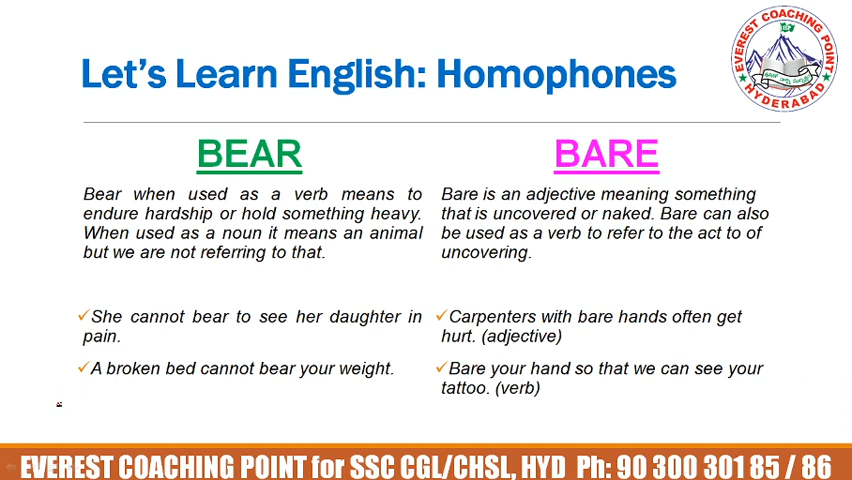 Let's Learn English: Homophones
EVEREST COACHING POINT
HYDERABAD
BEAR
Bear when used as a verb means to
endure hardship or hold something heavy.
When used as a noun it means an animal
but we are not referring to that.
She cannot bear to see her daughter in
pain.
A broken bed cannot bear your weight.
BARE
Bare is an adjective meaning something
that is uncovered or naked. Bare can also
be used as a verb to refer to the act to of
uncovering.
Carpenters with bare hands often get
hurt. (adjective)
Bare your hand so that we can see your
tattoo. (verb)
EVEREST COACHING POINT for SSC CGL/CHSL, HYD Ph: 90 300 301 85 / 86